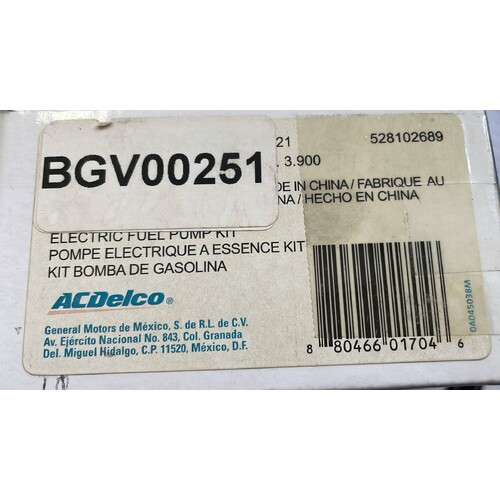 BGV00251
21 528102689
. 3.900
DE IN CHINA / FABRIQUE AU
NA / HECHO EN CHINA
ELECTRIC FUEL PUMP KIT
POMPE ELECTRIQUE A ESSENCE KIT
KIT BOMBA DE GASOLINA
ACDelco®
General Motors de México, S. de R.L. de C.V.
Av. Ejército Nacional No. 843, Col. Granada
Del. Miguel Hidalgo, C.P. 11520, México, D.F.
8 80466 01704 6
0A045038M